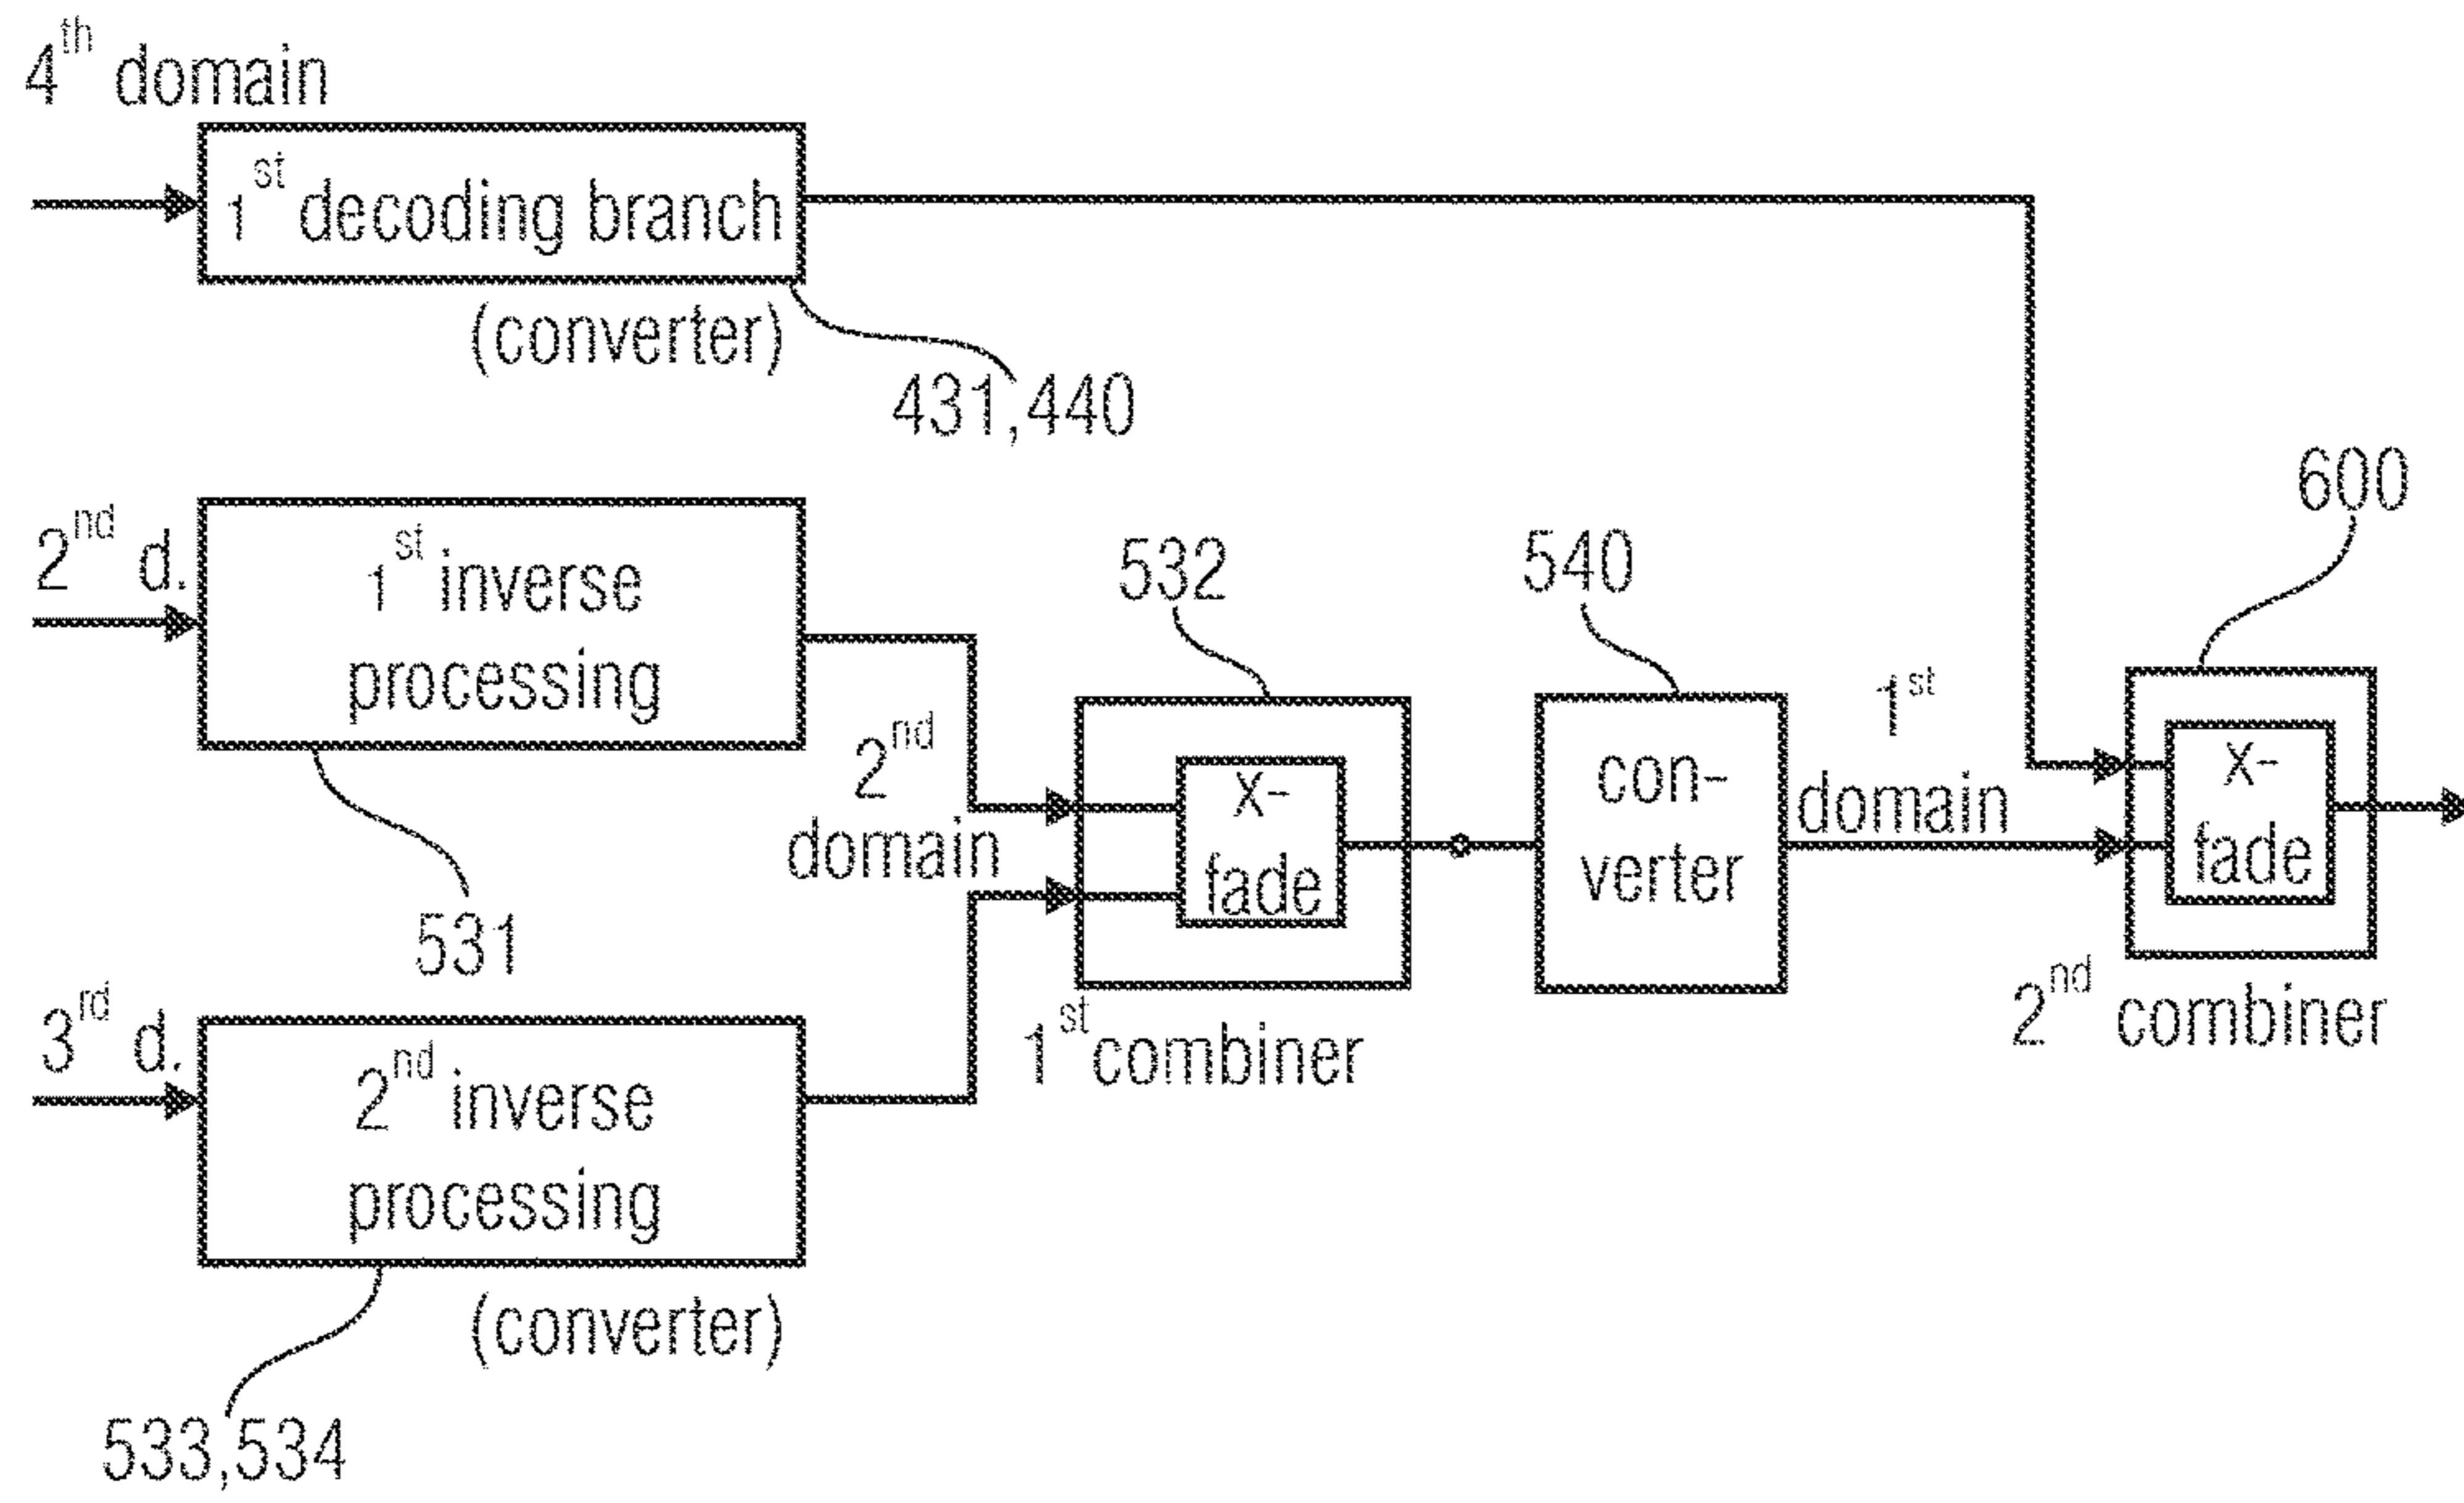 4th domain
1st decoding branch
(converter)
431,440
2nd d.
1st inverse
processing
531
2nd
domain
532
X-
fade
1st combiner
540
con-
verter
1st
domain
600
X-
fade
2nd combiner
3rd d.
2nd inverse
processing
(converter)
533,534